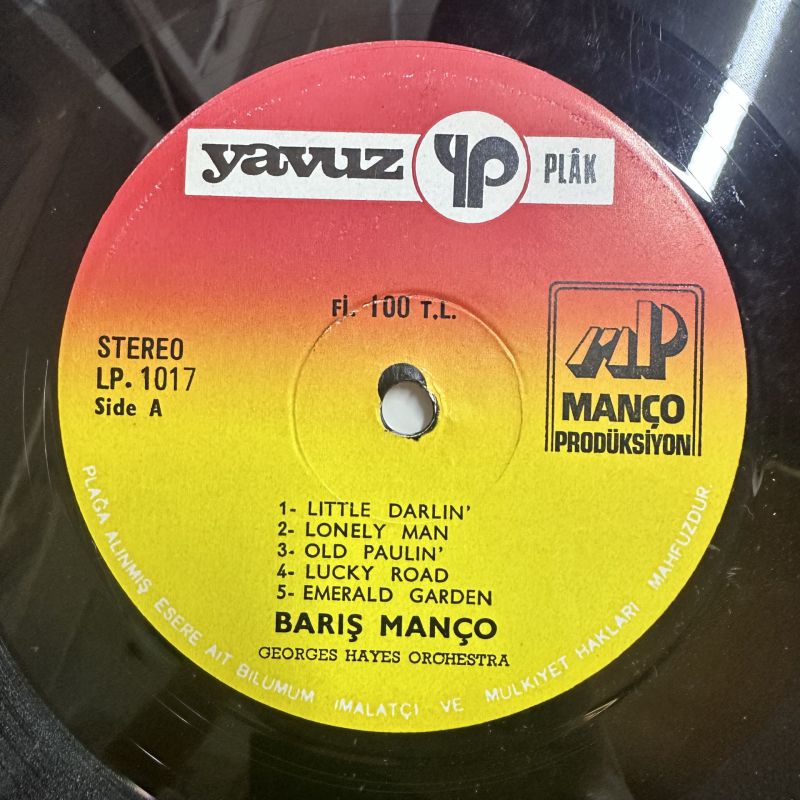 yavuz yp PLÂK
Fİ. 100 T.L.
STEREO
LP. 1017
Side A
MP
MANÇO
PRODÜKSİYON
1- LITTLE DARLIN'
2- LONELY MAN
3- OLD PAULIN'
4- LUCKY ROAD
5- EMERALD GARDEN
BARIŞ MANÇO
GEORGES HAYES ORCHESTRA
PLAĞA ALINMIŞ ESERE AİT BİLUMUM İMALATÇİ VE MÜLKİYET HAKLARI MAHFUZDUR.